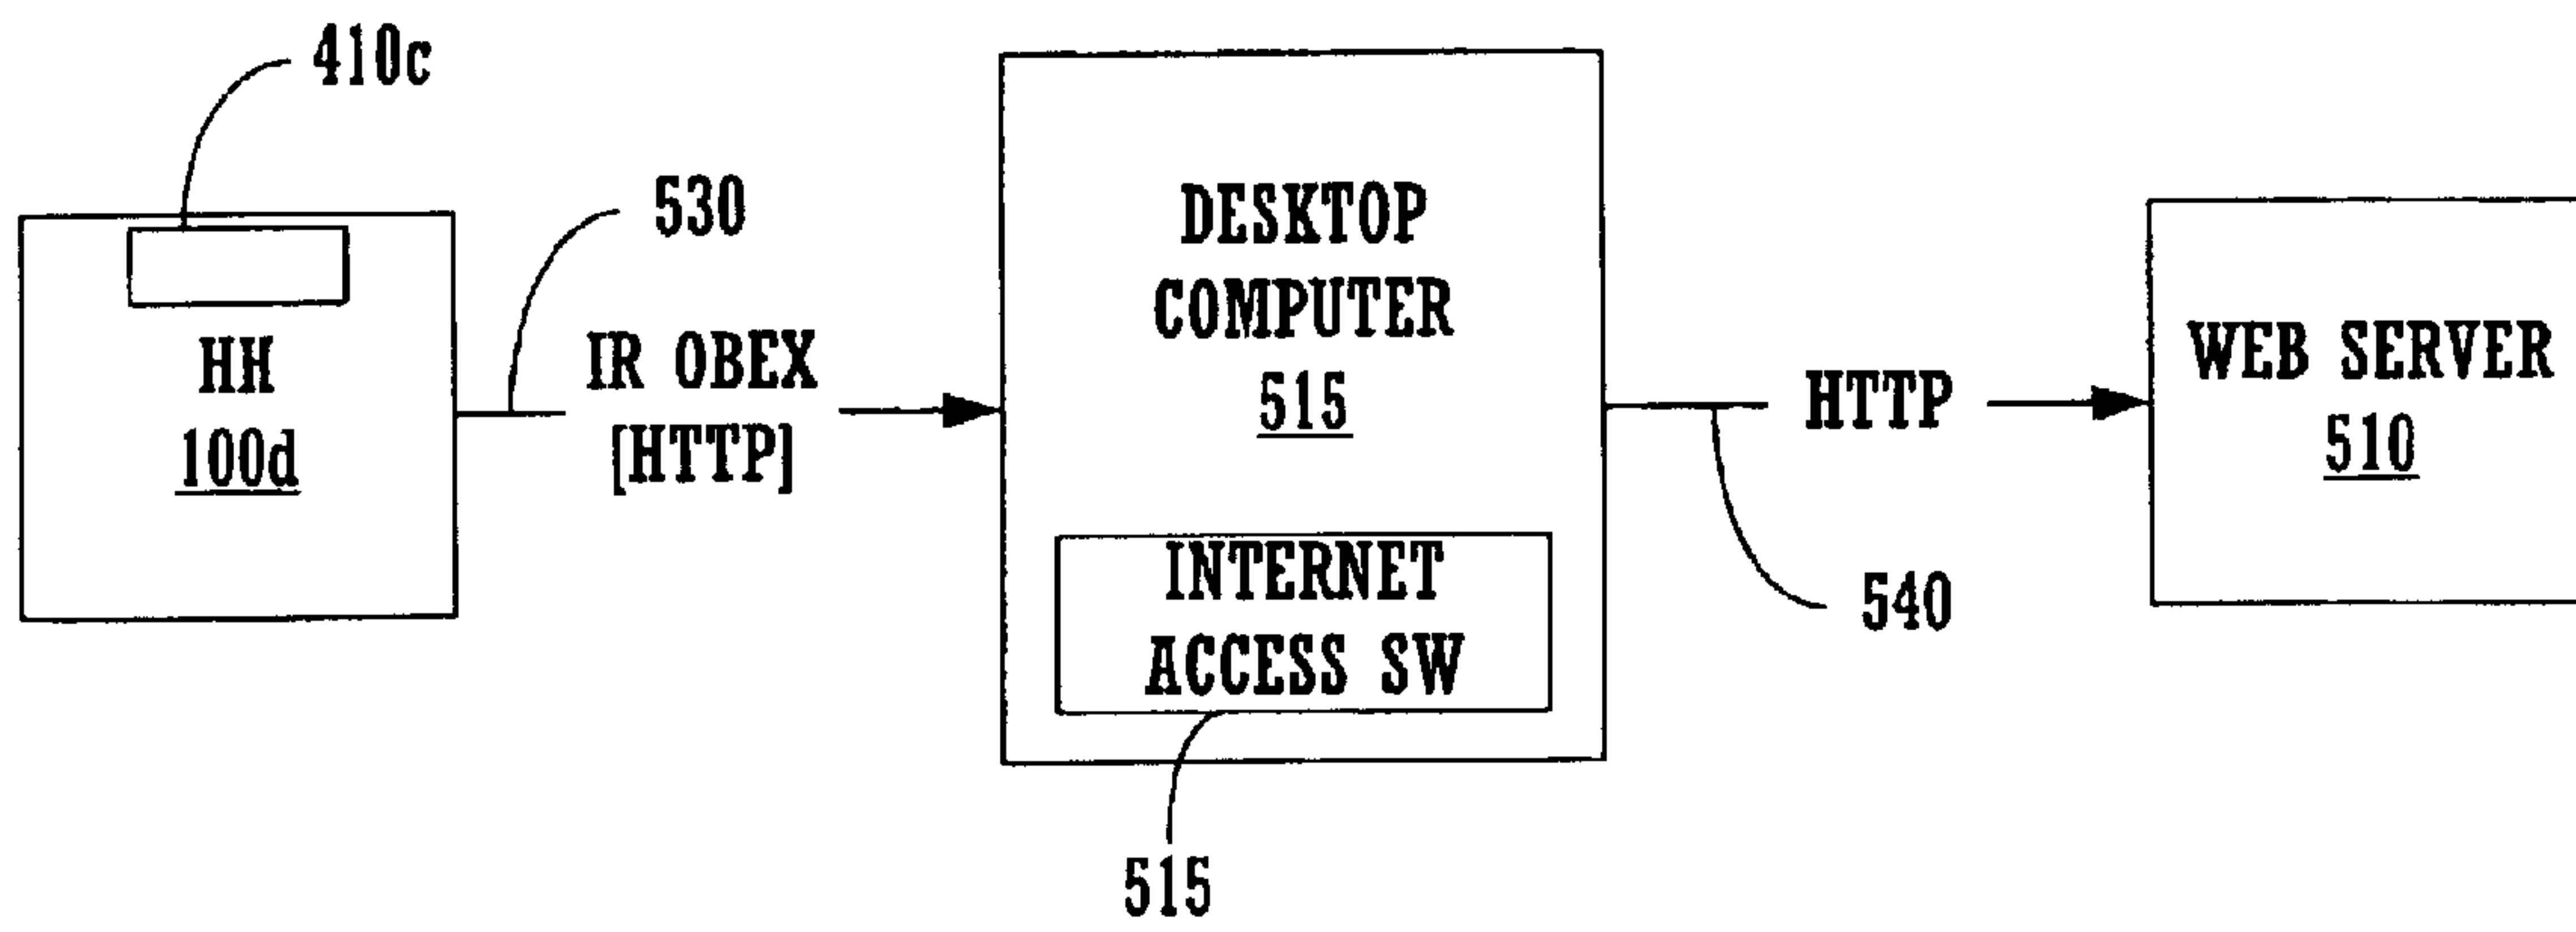 410c
530
HH
100d
IR OBEX
[HTTP]
DESKTOP
COMPUTER
515
INTERNET
ACCESS SW
515
HTTP
540
WEB SERVER
510